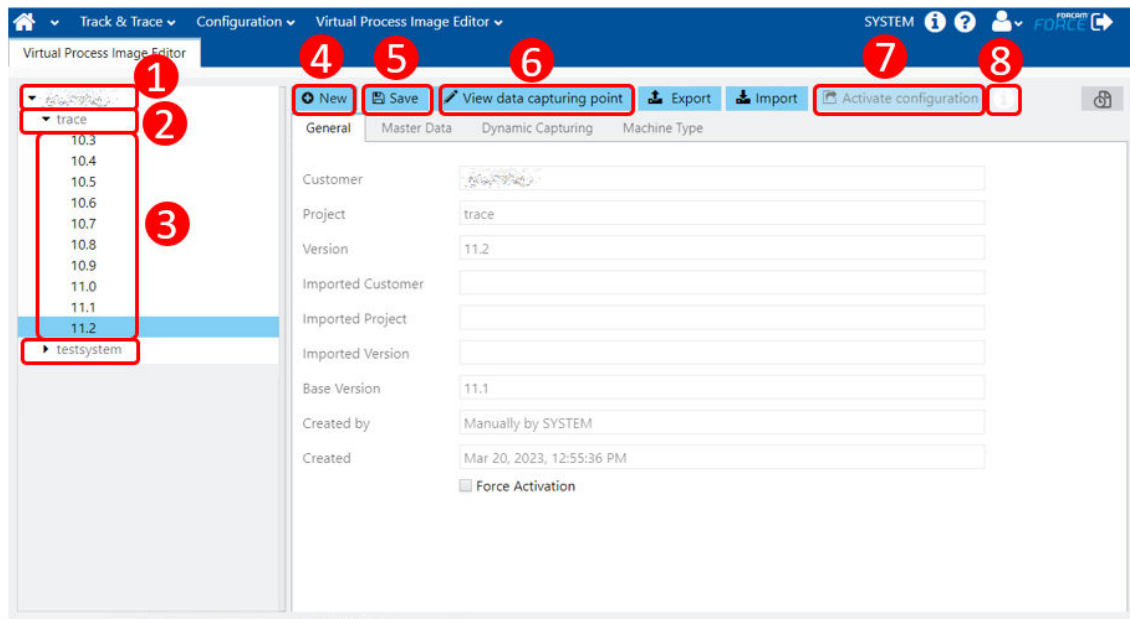 Track & Trace Configuration Virtual Process Image Editor SYSTEM FORCAM FORCE
Virtual Process Image Editor
1
4 5 6 7 8
New Save View data capturing point Export Import Activate configuration
trace
2
General Master Data Dynamic Capturing Machine Type
10.3
10.4
10.5
10.6
10.7
10.8
10.9
11.0
11.1
11.2
3
testsystem
Customer
Project trace
Version 11.2
Imported Customer
Imported Project
Imported Version
Base Version 11.1
Created by Manually by SYSTEM
Created Mar 20, 2023, 12:55:36 PM
Force Activation